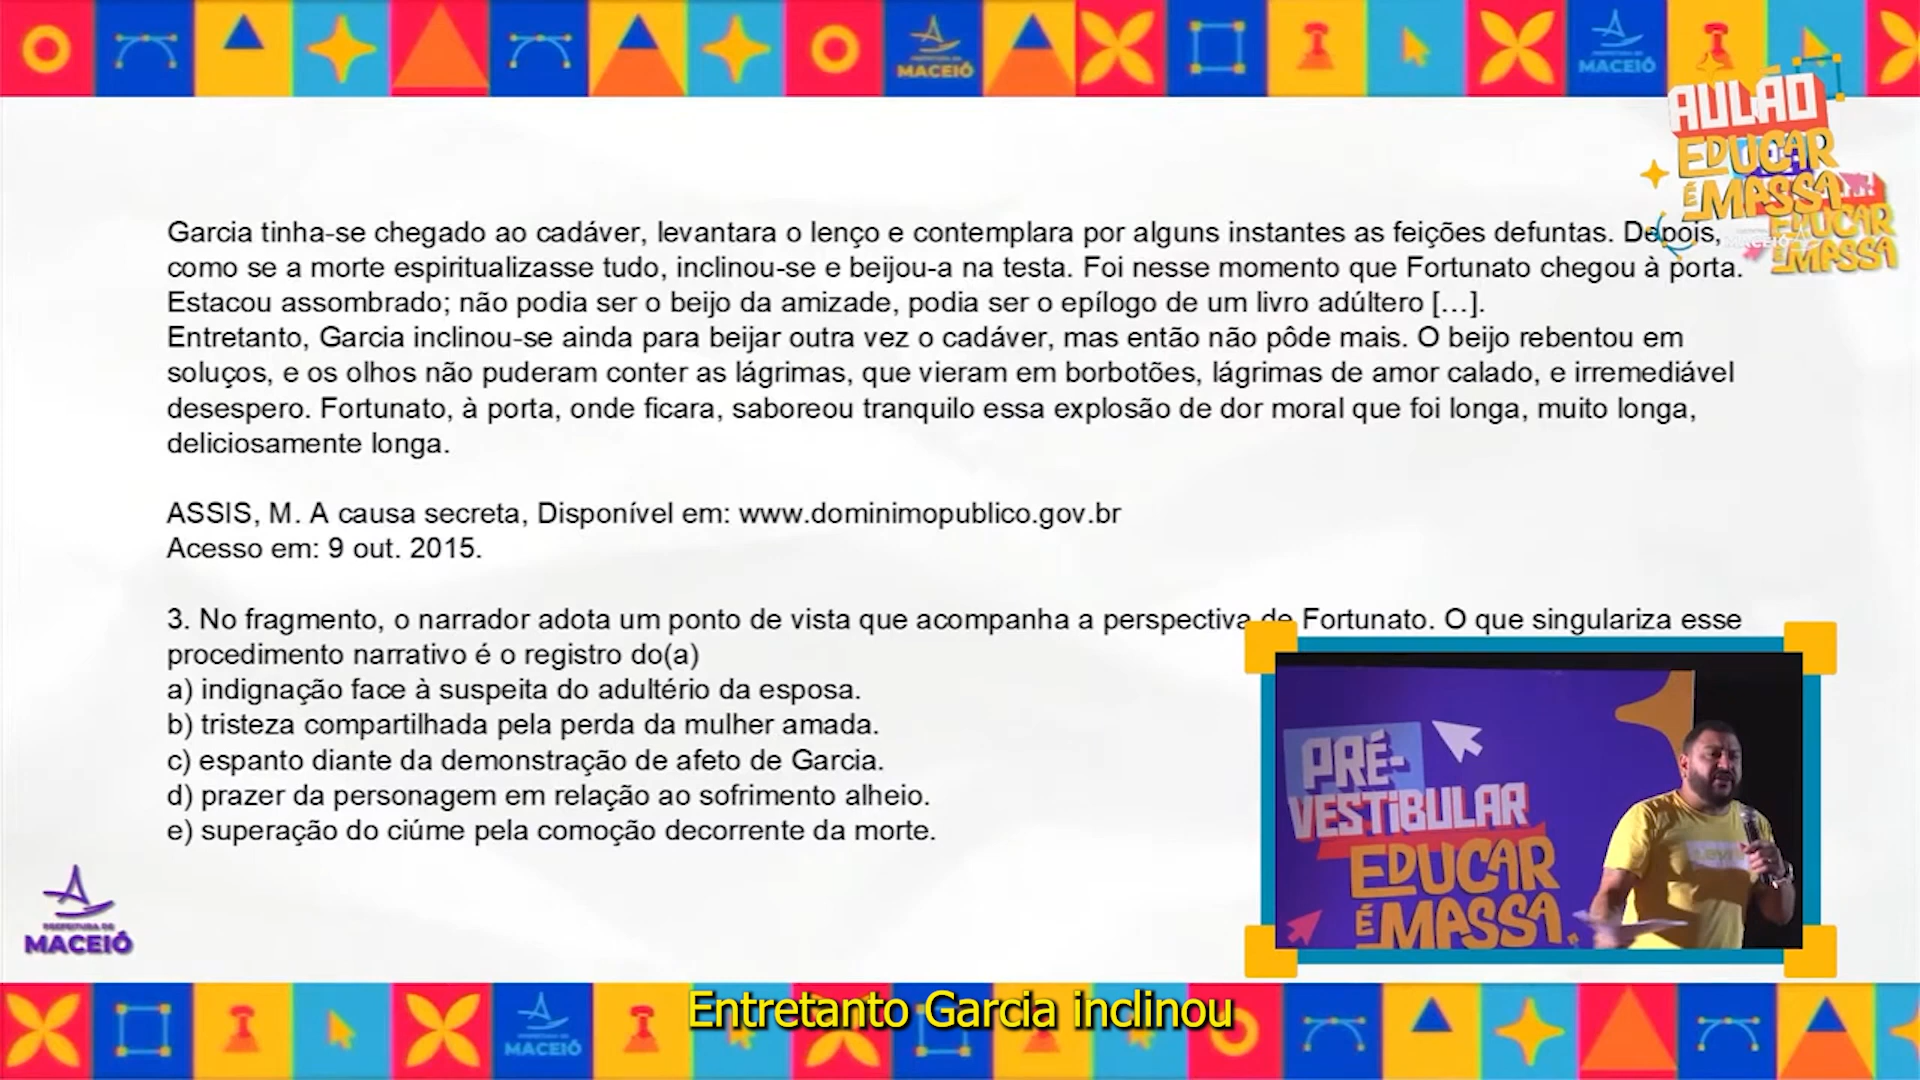 MACEIÓ
MACEIÓ
AULÃO
EDUCAR
É MASSA
EDUCAR
É MASSA
Garcia tinha-se chegado ao cadáver, levantara o lenço e contemplara por alguns instantes as feições defuntas. Depois,
como se a morte espiritualizasse tudo, inclinou-se e beijou-a na testa. Foi nesse momento que Fortunato chegou à porta.
Estacou assombrado; não podia ser o beijo da amizade, podia ser o epílogo de um livro adúltero [...].
Entretanto, Garcia inclinou-se ainda para beijar outra vez o cadáver, mas então não pôde mais. O beijo rebentou em
soluços, e os olhos não puderam conter as lágrimas, que vieram em borbotões, lágrimas de amor calado, e irremediável
desespero. Fortunato, à porta, onde ficara, saboreou tranquilo essa explosão de dor moral que foi longa, muito longa,
deliciosamente longa.
ASSIS, M. A causa secreta, Disponível em: www.dominimopublico.gov.br
Acesso em: 9 out. 2015.
3. No fragmento, o narrador adota um ponto de vista que acompanha a perspectiva de Fortunato. O que singulariza esse
procedimento narrativo é o registro do(a)
a) indignação face à suspeita do adultério da esposa.
b) tristeza compartilhada pela perda da mulher amada.
c) espanto diante da demonstração de afeto de Garcia.
d) prazer da personagem em relação ao sofrimento alheio.
e) superação do ciúme pela comoção decorrente da morte.
PRÉ-
VESTIBULAR
EDUCAR
É MASSA
PREFEITURA DE
MACEIÓ
MACEIÓ
Entretanto Garcia inclinou